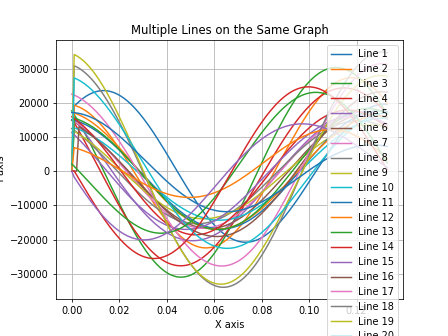 Multiple Lines on the Same Graph
30000
20000
10000
0
−10000
−20000
−30000
0.00 0.02 0.04 0.06 0.08 0.10
X axis
Line 1
Line 2
Line 3
Line 4
Line 5
Line 6
Line 7
Line 8
Line 9
Line 10
Line 11
Line 12
Line 13
Line 14
Line 15
Line 16
Line 17
Line 18
Line 19
Line 20